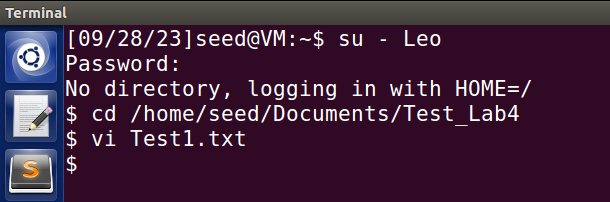 Terminal
[09/28/23]seed@VM:~$ su - Leo
Password:
No directory, logging in with HOME=/
$ cd /home/seed/Documents/Test_Lab4
$ vi Test1.txt
$
S